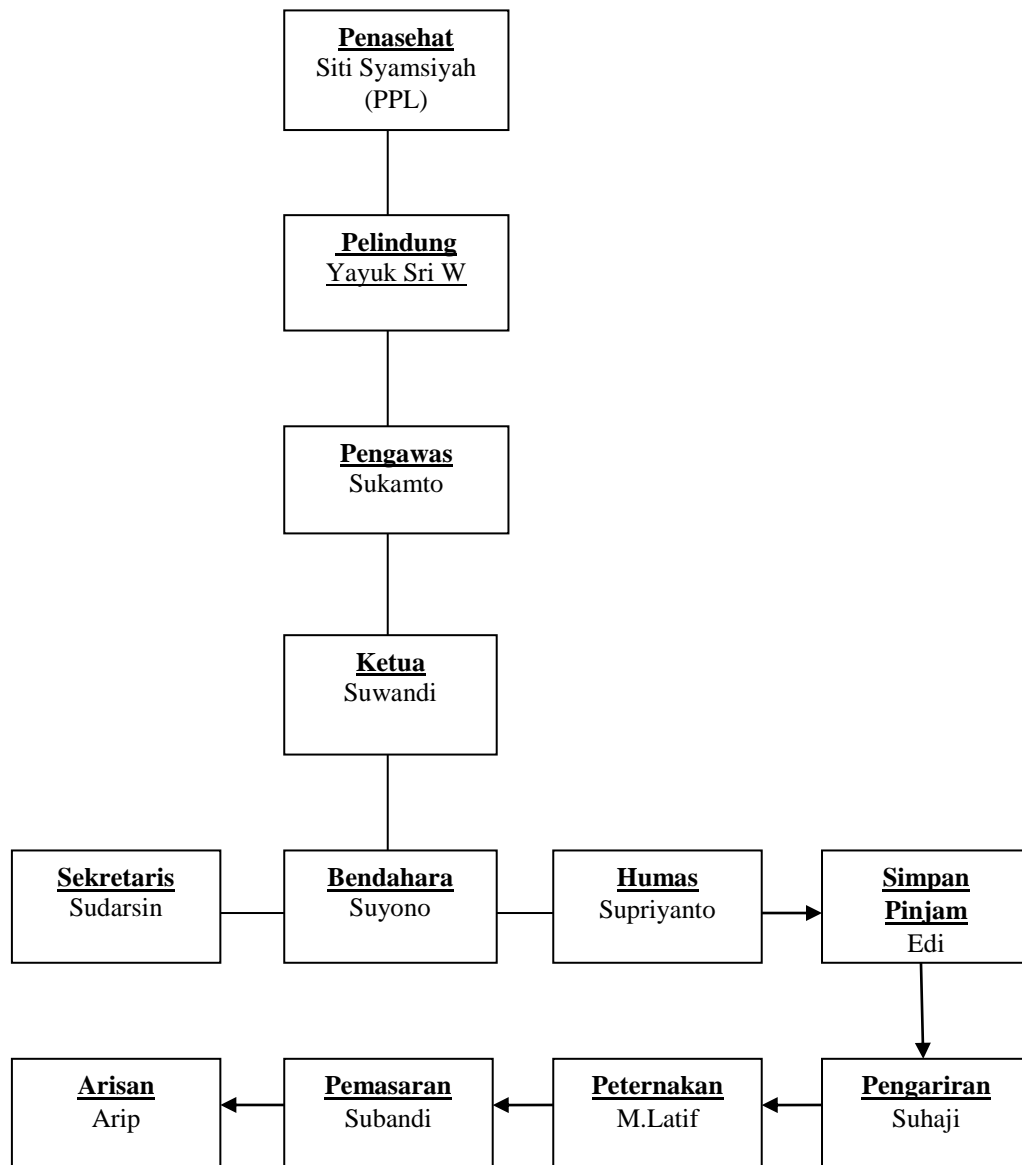 Penasehat
Siti Syamsiyah
(PPL)
Pelindung
Yayuk Sri W
Pengawas
Sukamto
Ketua
Suwandi
Sekretaris
Sudarsin
Bendahara
Suyono
Humas
Supriyanto
Simpan
Pinjam
Edi
Arisan
Arip
Pemasaran
Subandi
Peternakan
M.Latif
Pengariran
Suhaji